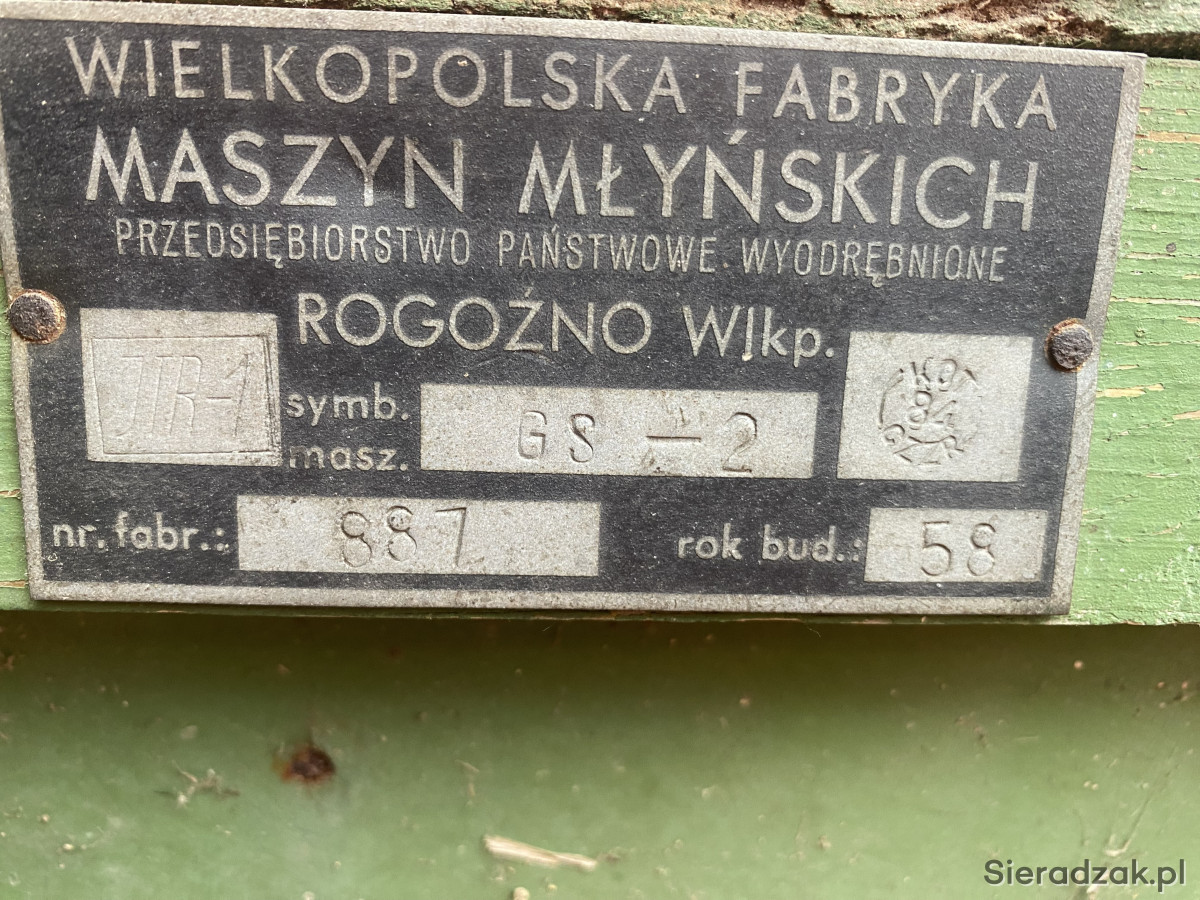 WIELKOPOLSKA FABRYKA
MASZYN MŁYŃSKICH
PRZEDSIĘBIORSTWO PAŃSTWOWE WYODRĘBNIONE
ROGOŹNO Wlkp.
symb. masz. GS-2
nr. fabr.: 887
rok bud.: 58
Sieradzak.pl